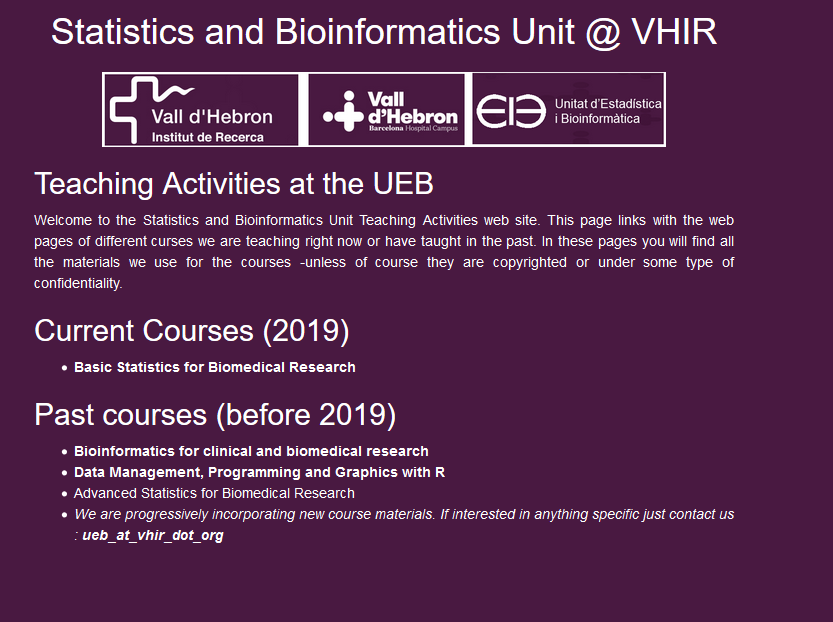 Statistics and Bioinformatics Unit @ VHIR
Vall d'Hebron
Institut de Recerca
Vall
d'Hebron
Barcelona Hospital Campus
Unitat d'Estadística
i Bioinformàtica
Teaching Activities at the UEB
Welcome to the Statistics and Bioinformatics Unit Teaching Activities web site. This page links with the web
pages of different curses we are teaching right now or have taught in the past. In these pages you will find all
the materials we use for the courses -unless of course they are copyrighted or under some type of
confidentiality.
Current Courses (2019)
• Basic Statistics for Biomedical Research
Past courses (before 2019)
• Bioinformatics for clinical and biomedical research
• Data Management, Programming and Graphics with R
• Advanced Statistics for Biomedical Research
• We are progressively incorporating new course materials. If interested in anything specific just contact us
: ueb_at_vhir_dot_org